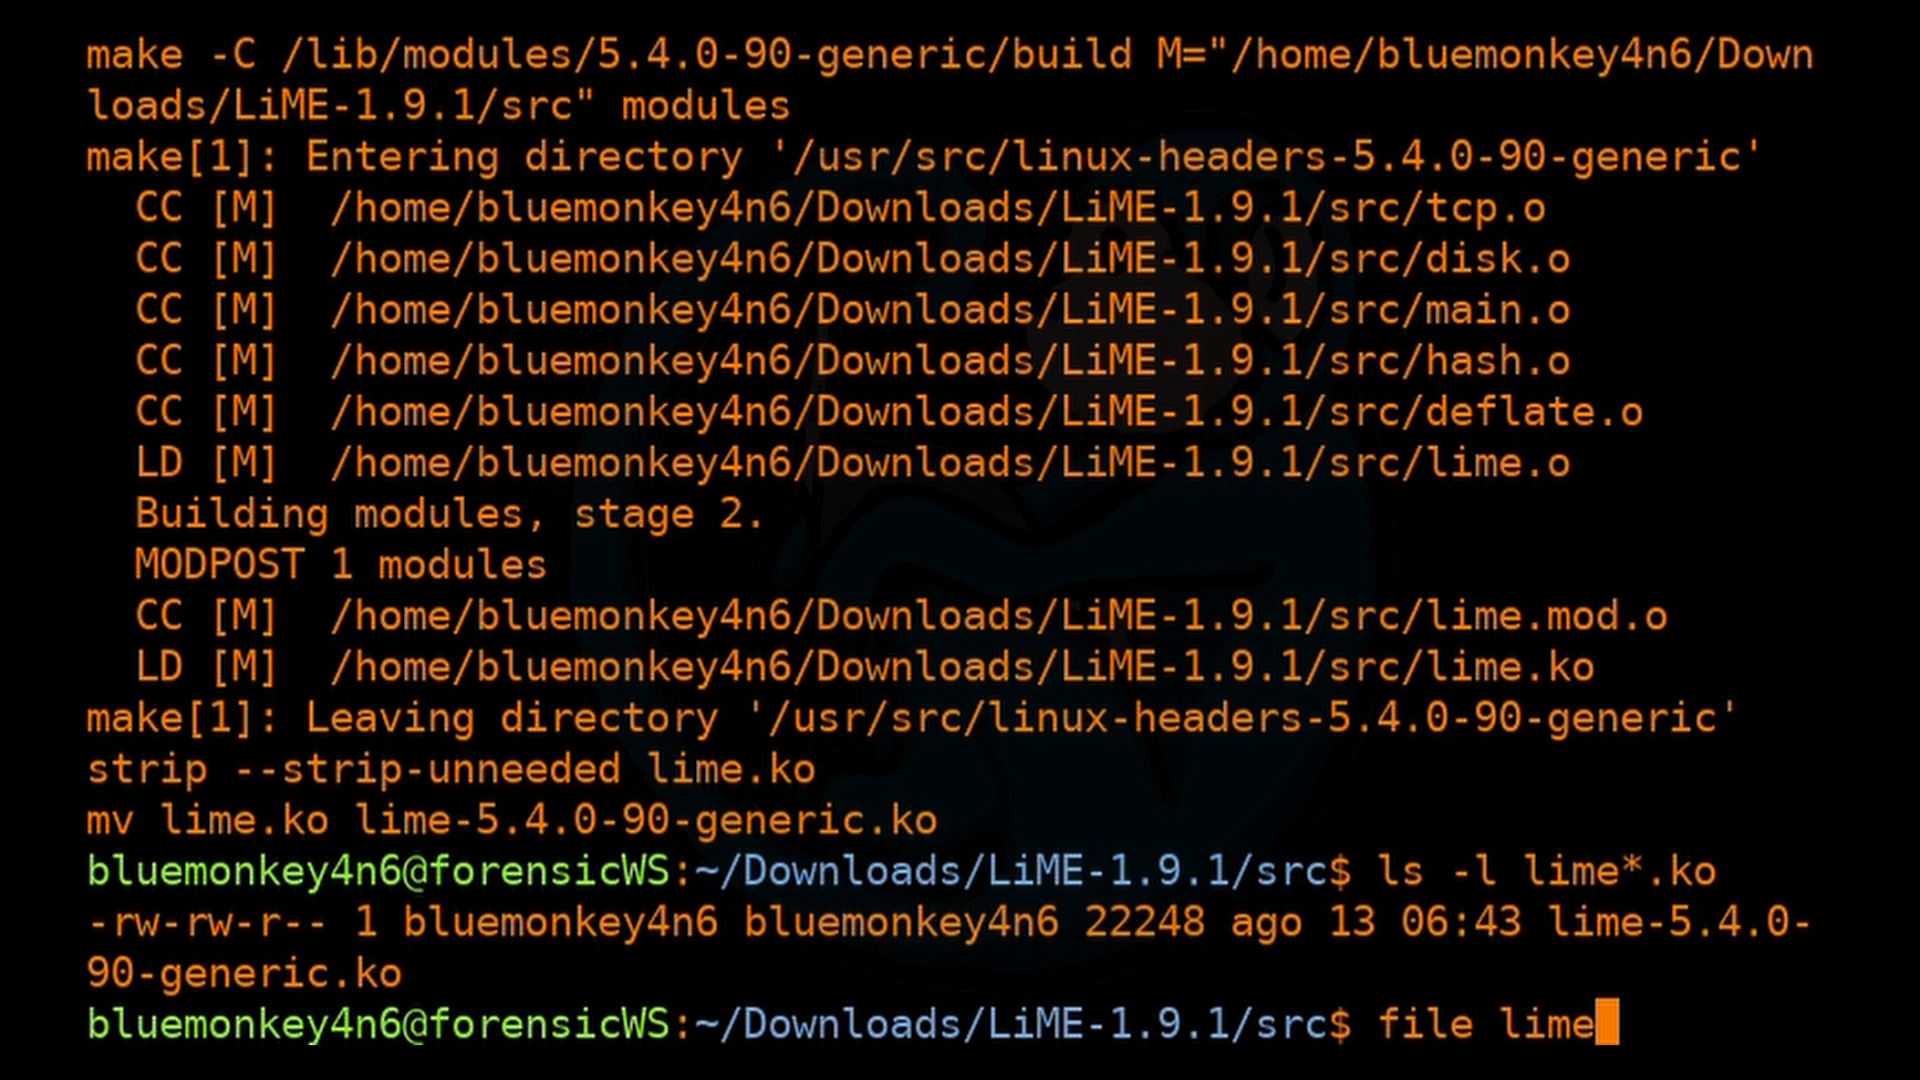 make -C /lib/modules/5.4.0-90-generic/build M="/home/bluemonkey4n6/Down
loads/LiME-1.9.1/src" modules
make[1]: Entering directory '/usr/src/linux-headers-5.4.0-90-generic'
  CC [M]  /home/bluemonkey4n6/Downloads/LiME-1.9.1/src/tcp.o
  CC [M]  /home/bluemonkey4n6/Downloads/LiME-1.9.1/src/disk.o
  CC [M]  /home/bluemonkey4n6/Downloads/LiME-1.9.1/src/main.o
  CC [M]  /home/bluemonkey4n6/Downloads/LiME-1.9.1/src/hash.o
  CC [M]  /home/bluemonkey4n6/Downloads/LiME-1.9.1/src/deflate.o
  LD [M]  /home/bluemonkey4n6/Downloads/LiME-1.9.1/src/lime.o
  Building modules, stage 2.
  MODPOST 1 modules
  CC [M]  /home/bluemonkey4n6/Downloads/LiME-1.9.1/src/lime.mod.o
  LD [M]  /home/bluemonkey4n6/Downloads/LiME-1.9.1/src/lime.ko
make[1]: Leaving directory '/usr/src/linux-headers-5.4.0-90-generic'
strip --strip-unneeded lime.ko
mv lime.ko lime-5.4.0-90-generic.ko
bluemonkey4n6@forensicWS:~/Downloads/LiME-1.9.1/src$ ls -l lime*.ko
-rw-rw-r-- 1 bluemonkey4n6 bluemonkey4n6 22248 ago 13 06:43 lime-5.4.0-
90-generic.ko
bluemonkey4n6@forensicWS:~/Downloads/LiME-1.9.1/src$ file lime